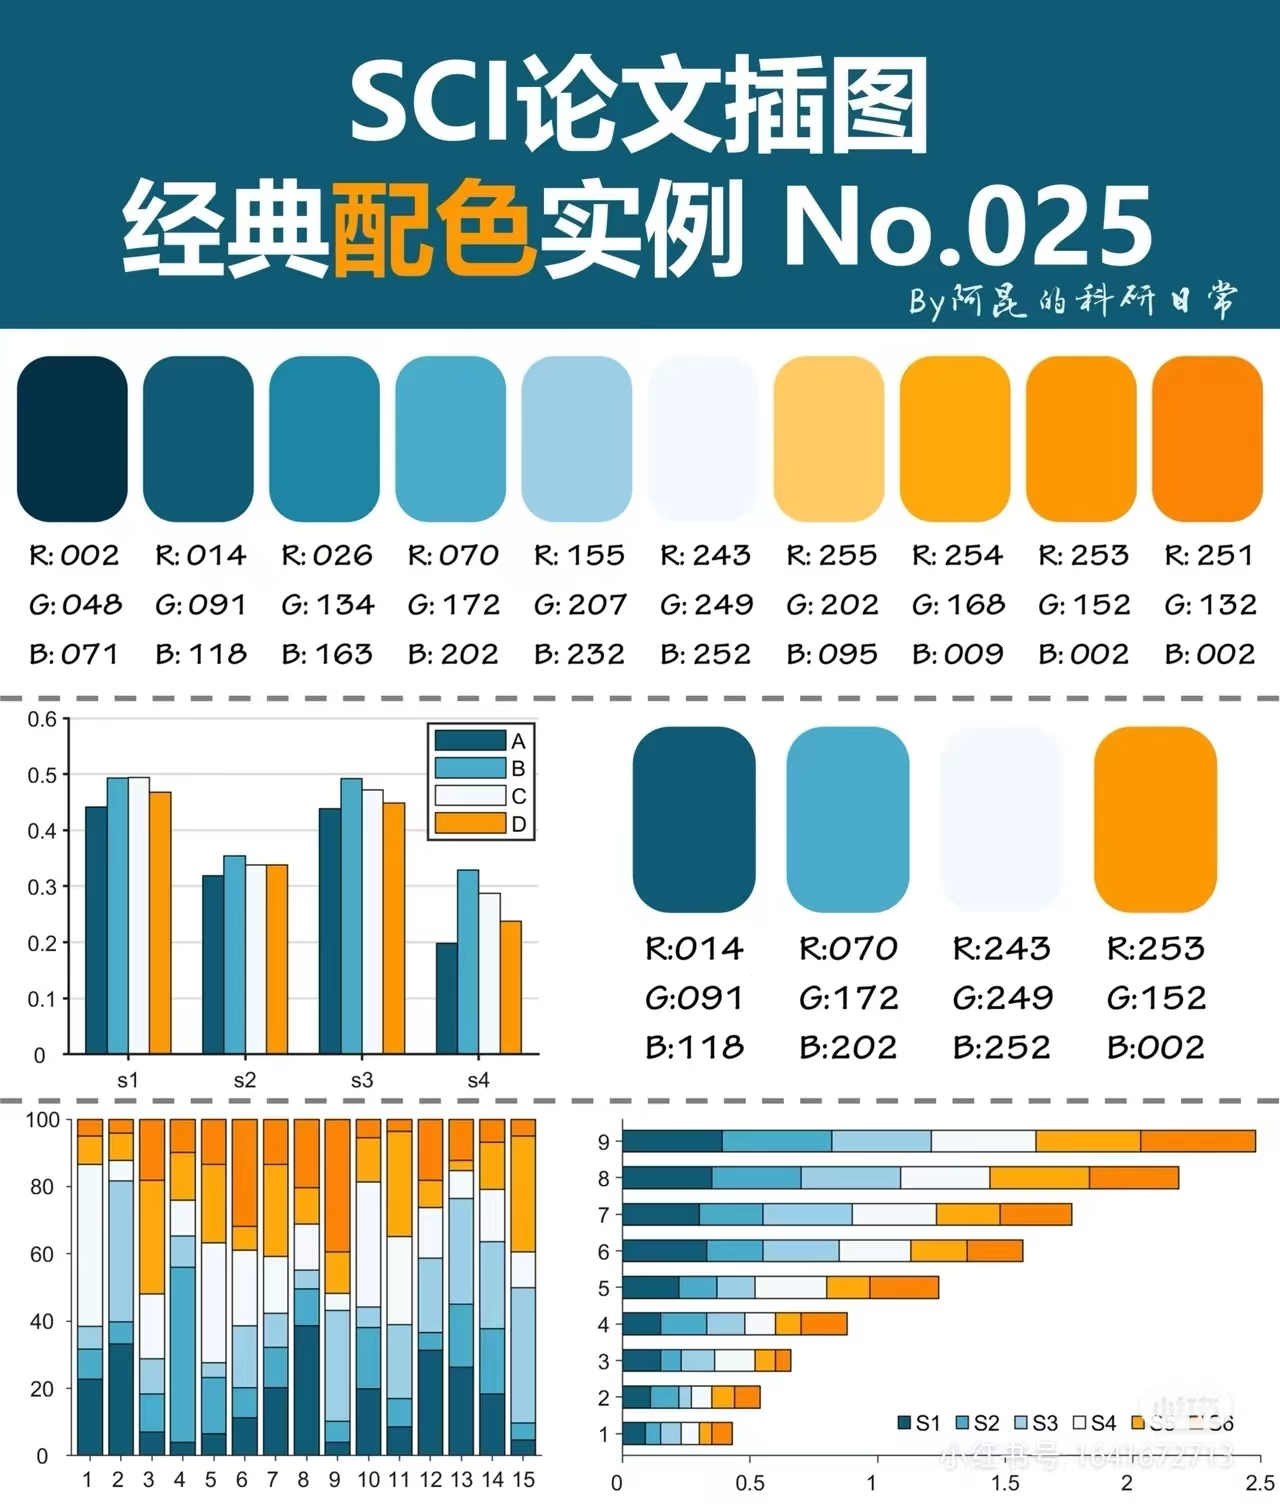 SCI论文插图
经典配色实例 No.025
By阿昆的科研日常
R: 002 R: 014 R: 026 R: 070 R: 155 R: 243 R: 255 R: 254 R: 253 R: 251
G: 048 G: 091 G: 134 G: 172 G: 207 G: 249 G: 202 G: 168 G: 152 G: 132
B: 071 B: 118 B: 163 B: 202 B: 232 B: 252 B: 095 B: 009 B: 002 B: 002
0.6
0.5
0.4
0.3
0.2
0.1
0
s1 s2 s3 s4
A
B
C
D
R:014 R:070 R:243 R:253
G:091 G:172 G:249 G:152
B:118 B:202 B:252 B:002
100
80
60
40
20
0
1 2 3 4 5 6 7 8 9 10 11 12 13 14 15
9
8
7
6
5
4
3
2
1
S1 S2 S3 S4 S5 S6
0 0.5 1 1.5 2 2.5
小红书
小红书号: 1641672713